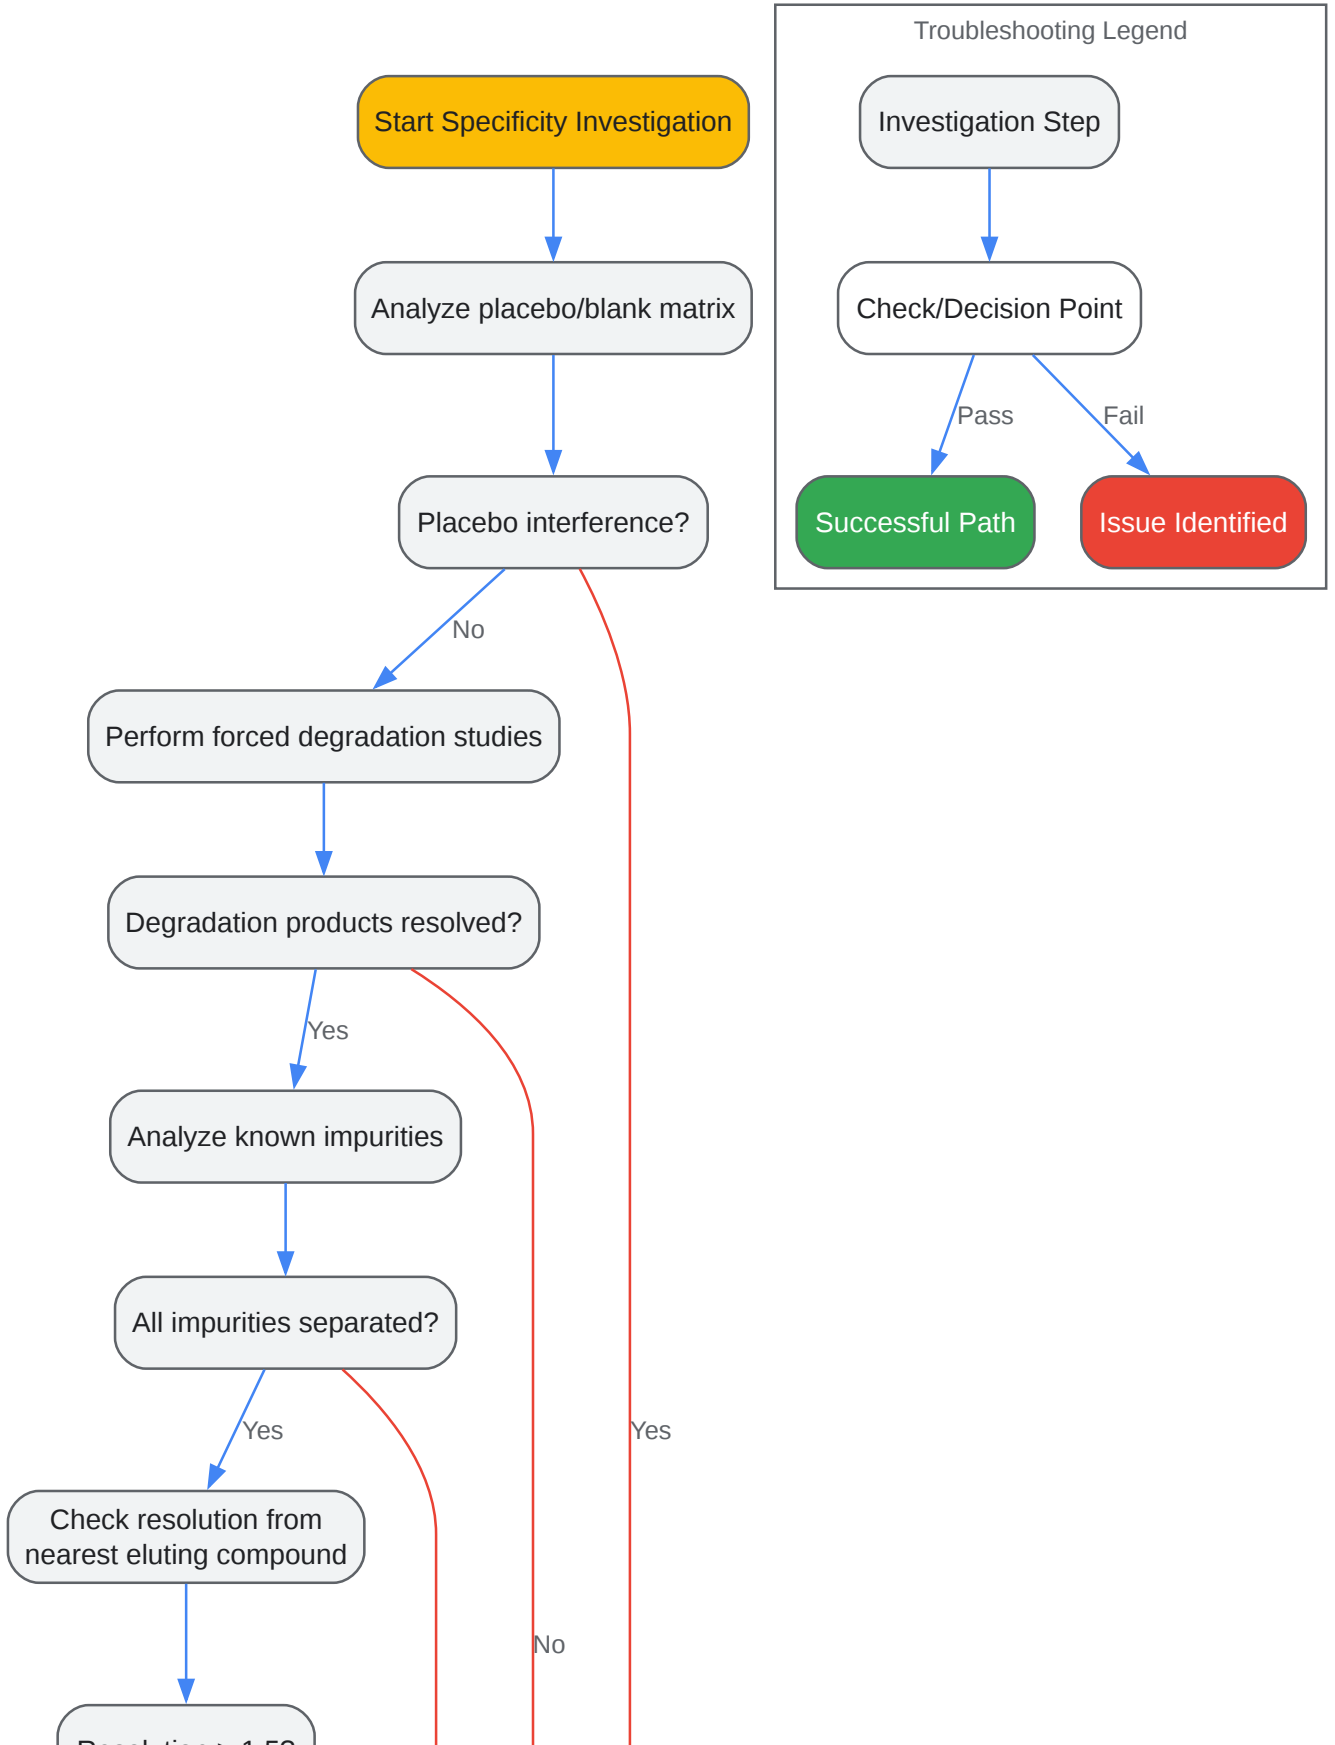 Troubleshooting Legend
Start Specificity Investigation
Investigation Step
Analyze placebo/blank matrix
Check/Decision Point
Pass
Fail
Placebo interference?
Successful Path
Issue Identified
No
Perform forced degradation studies
Degradation products resolved?
Yes
Analyze known impurities
All impurities separated?
Yes
Yes
Check resolution from
nearest eluting compound
No